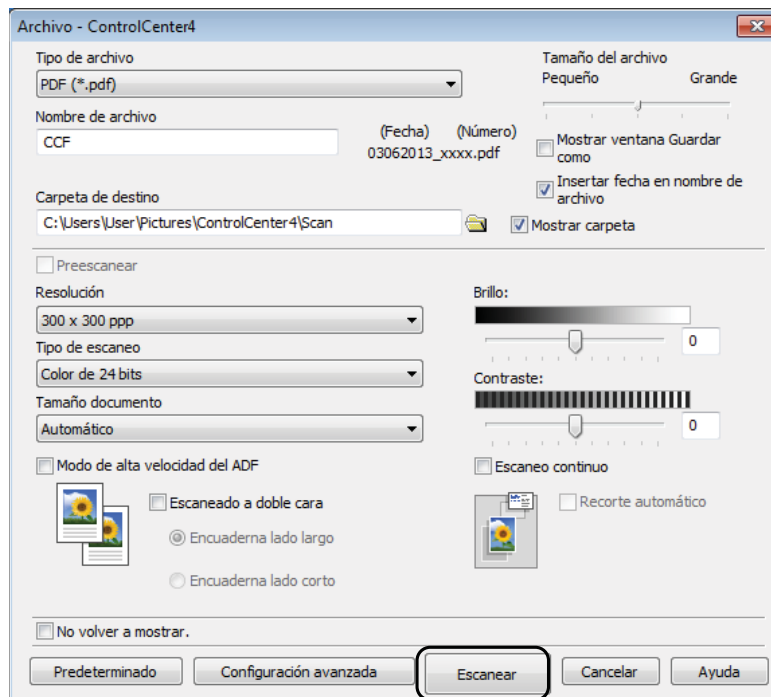 Archivo - ControlCenter4
Tipo de archivo
PDF (*.pdf)
Tamaño del archivo
Pequeño Grande
Nombre de archivo
CCF
(Fecha) (Número)
03062013_xxxx.pdf
Mostrar ventana Guardar
como
Insertar fecha en nombre de
archivo
Carpeta de destino
C:\Users\User\Pictures\ControlCenter4\Scan
Mostrar carpeta
Preescanear
Resolución
300 x 300 ppp
Tipo de escaneo
Color de 24 bits
Tamaño documento
Automático
Brillo:
0
Contraste:
0
Modo de alta velocidad del ADF
Escaneado a doble cara
Encuaderna lado largo
Encuaderna lado corto
Escaneo continuo
Recorte automático
No volver a mostrar.
Predeterminado Configuración avanzada Escanear Cancelar Ayuda